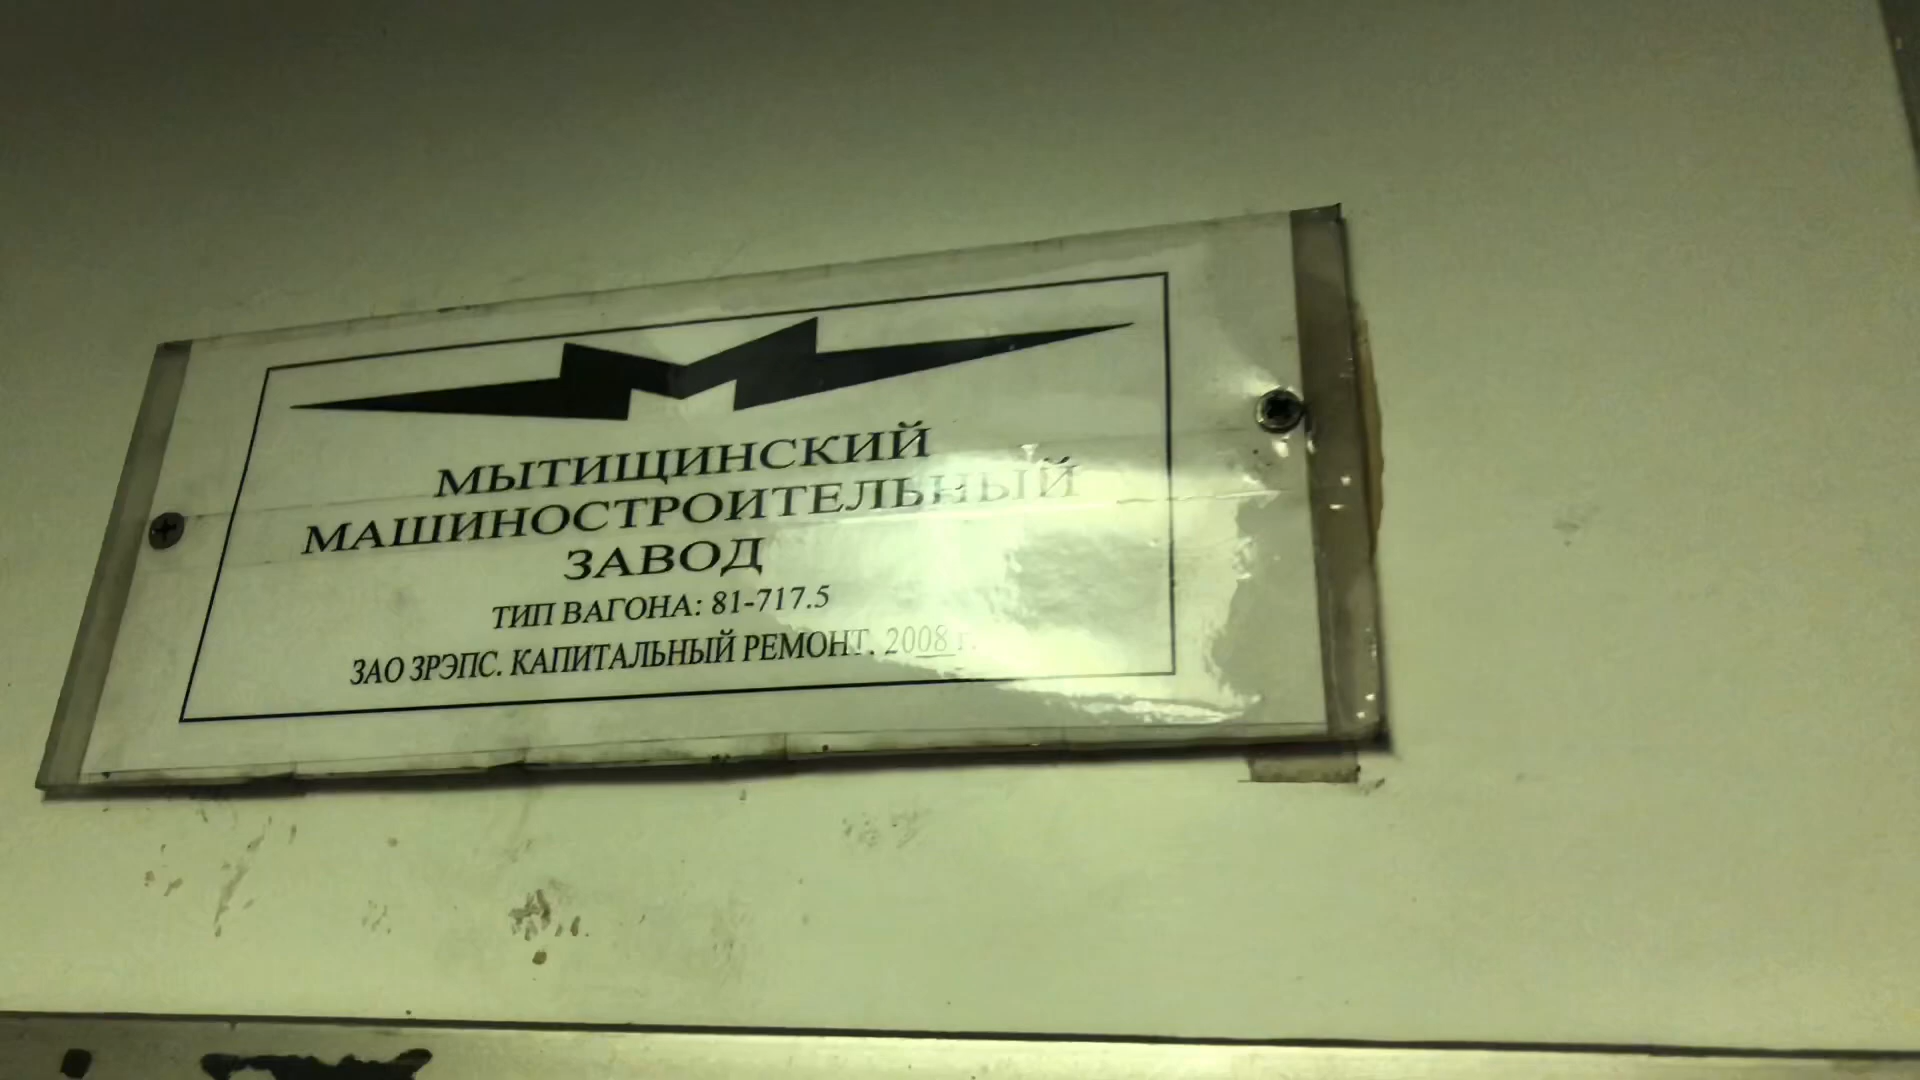 МЫТИЩИНСКИЙ
МАШИНОСТРОИТЕЛЬНЫЙ
ЗАВОД
ТИП ВАГОНА: 81-717.5
ЗАО ЗРЭПС. КАПИТАЛЬНЫЙ РЕМОНТ. 2008 г.